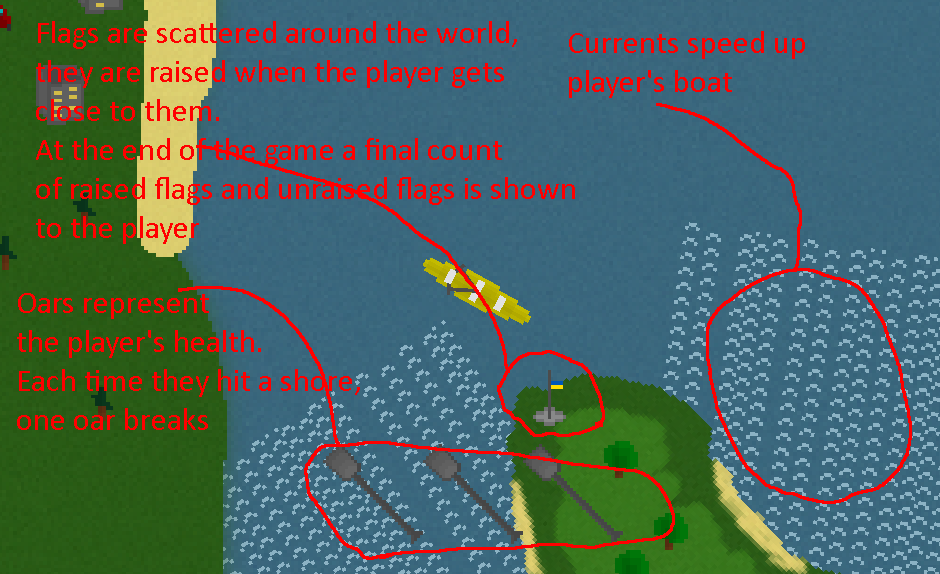 Flags are scattered around the world,
they are raised when the player gets
close to them.
At the end of the game a final count
of raised flags and unraised flags is shown
to the player
Currents speed up
player's boat
Oars represent
the player's health.
Each time they hit a shore,
one oar breaks